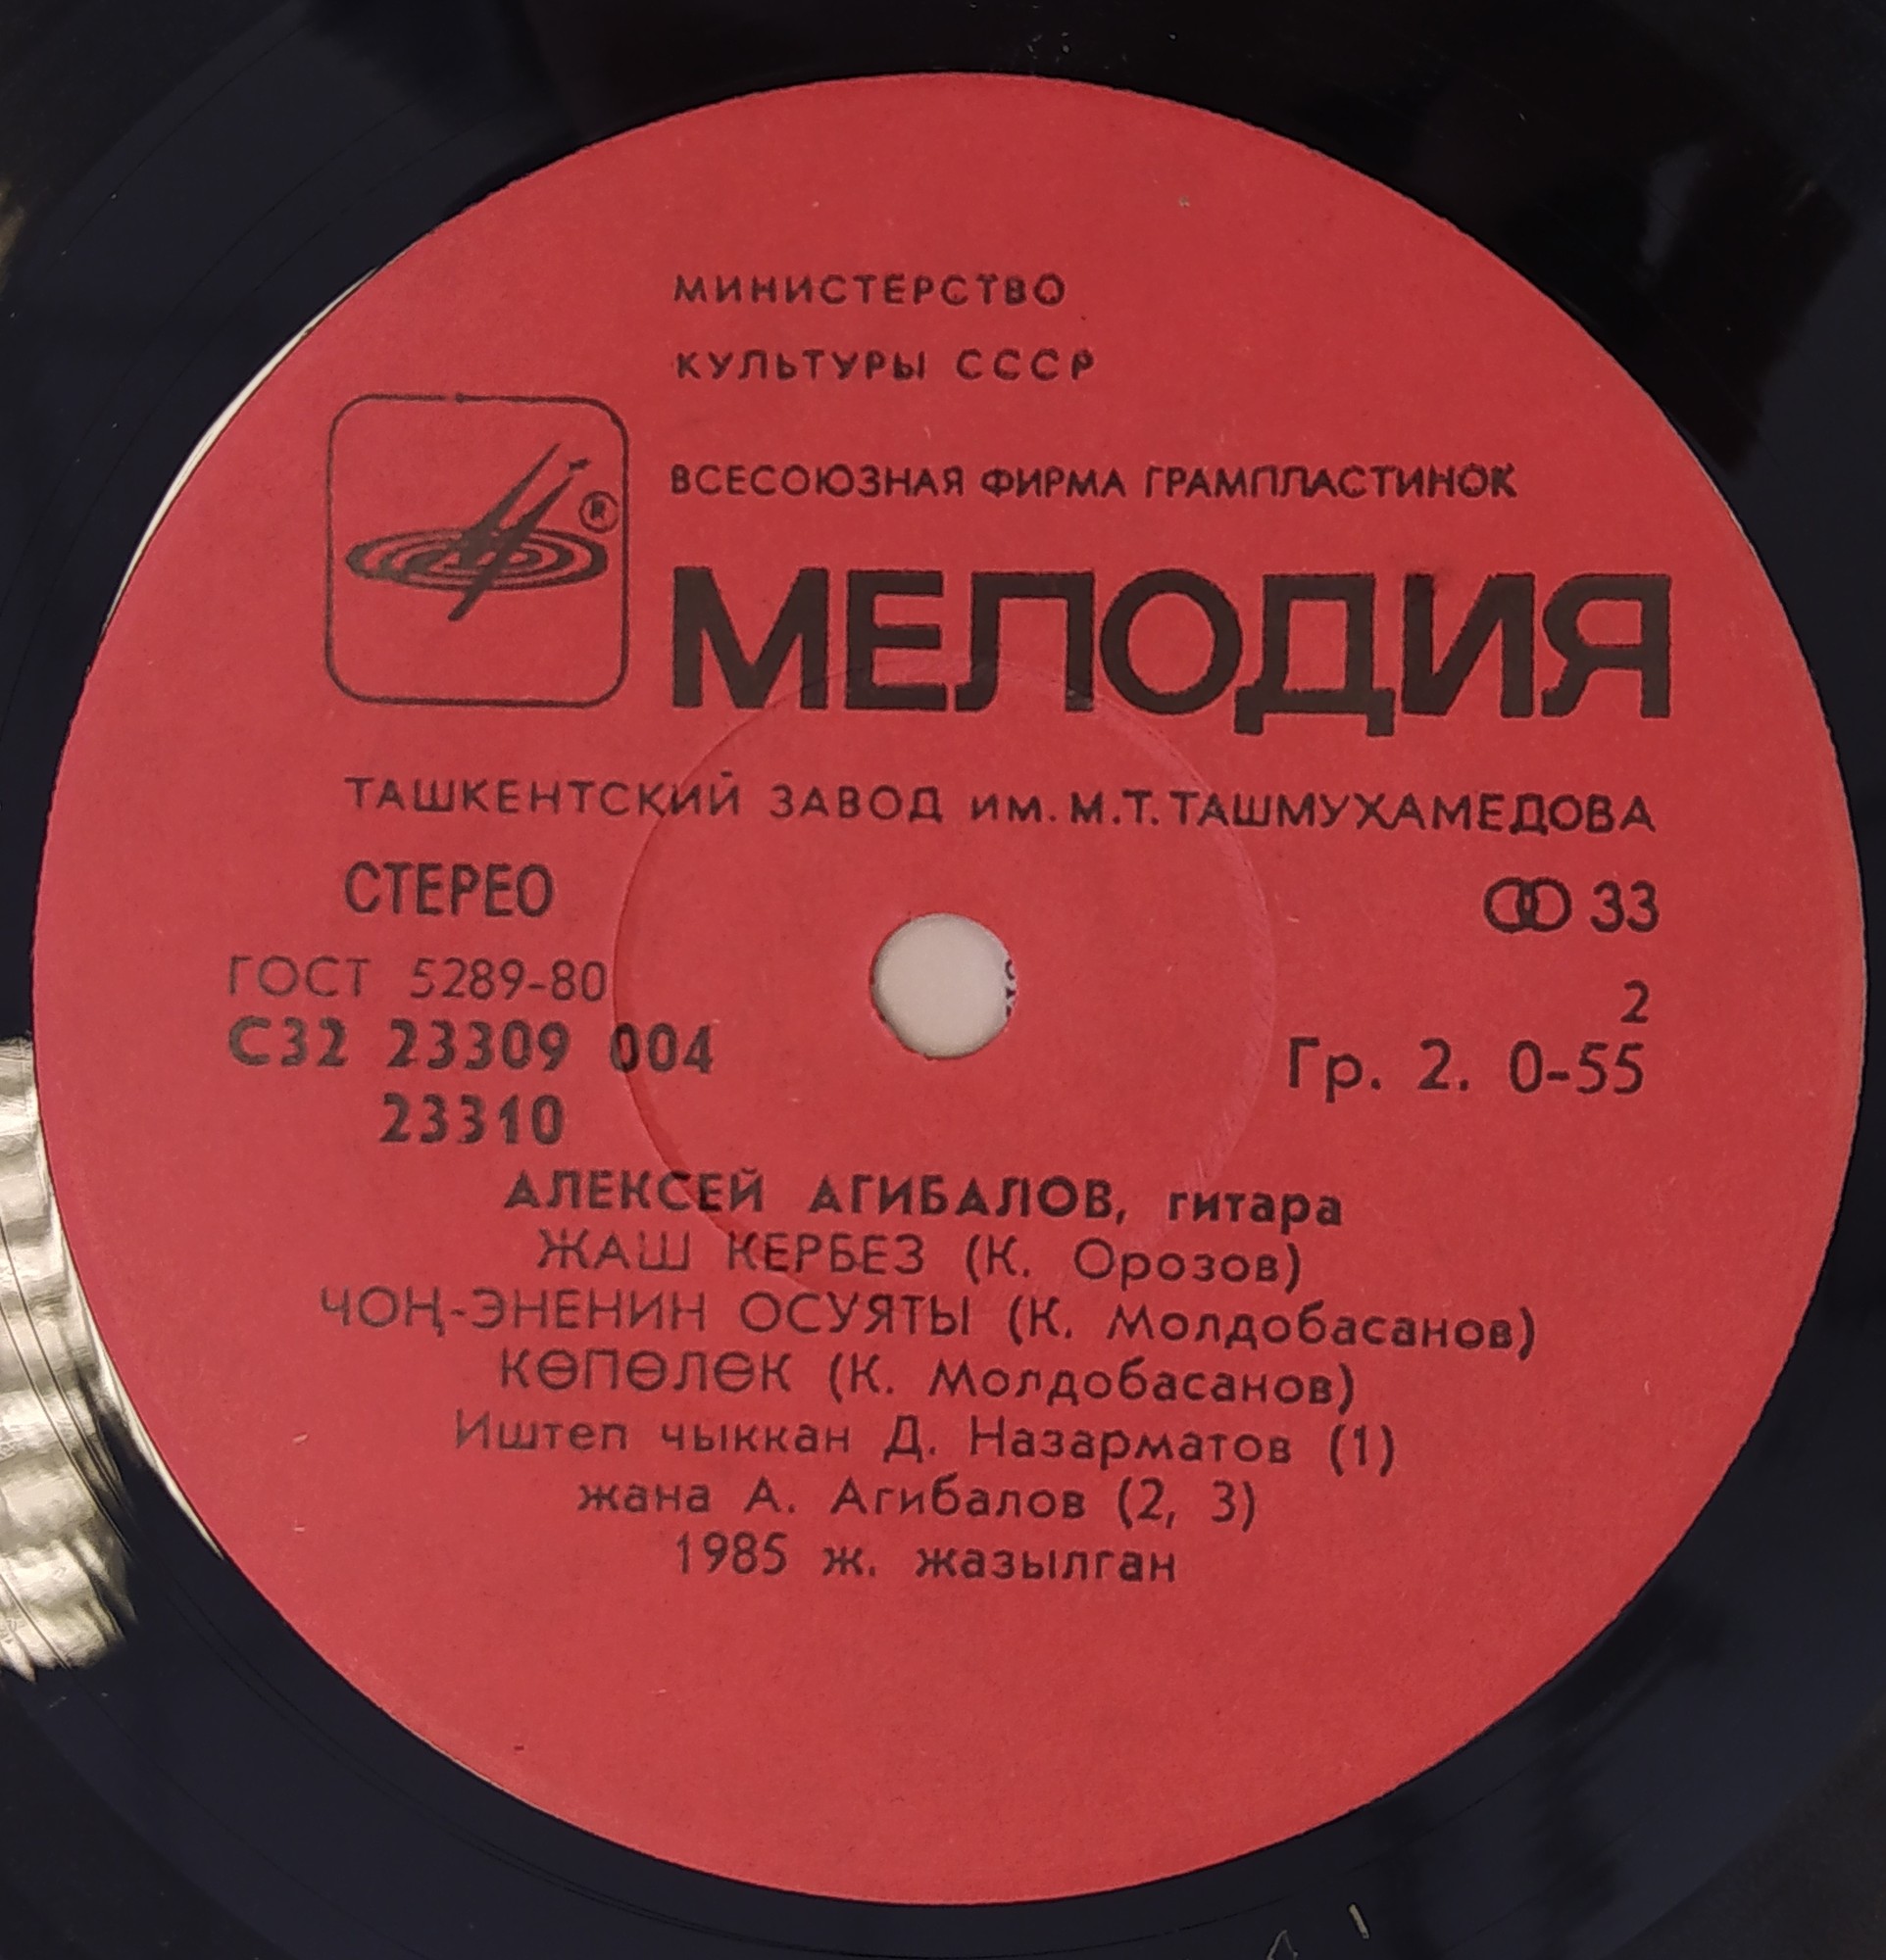 МИНИСТЕРСТВО
КУЛЬТУРЫ СССР
ВСЕСОЮЗНАЯ ФИРМА ГРАМПЛАСТИНОК
®
МЕЛОДИЯ
ТАШКЕНТСКИЙ ЗАВОД им. М.Т. ТАШМУХАМЕДОВА
СТЕРЕО 33
ГОСТ 5289-80 2
С32 23309 004 Гр. 2. 0-55
23310
АЛЕКСЕЙ АГИБАЛОВ, гитара
ЖАШ КЕРБЕЗ (К. Орозов)
ЧОҢ-ЭНЕНИН ОСУЯТЫ (К. Молдобасанов)
КӨПӨЛӨК (К. Молдобасанов)
Иштеп чыккан Д. Назарматов (1)
жана А. Агибалов (2, 3)
1985 ж. жазылган